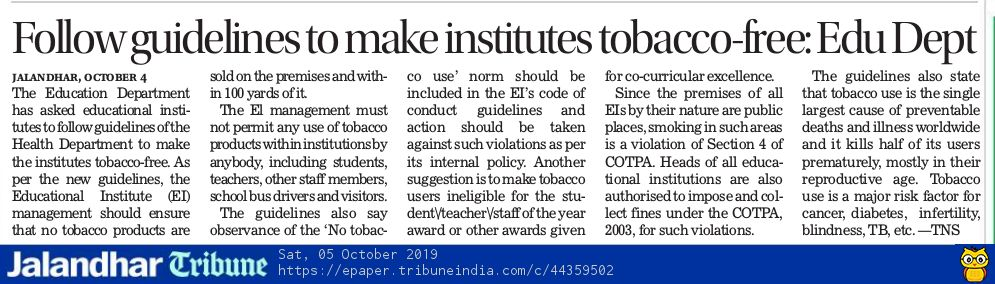 Follow guidelines to make institutes tobacco-free: Edu Dept
JALANDHAR, OCTOBER 4
The Education Department
has asked educational insti-
tutes to follow guidelines of the
Health Department to make
the institutes tobacco-free. As
per the new guidelines, the
Educational Institute (EI)
management should ensure
that no tobacco products are
sold on the premises and with-
in 100 yards of it.
The EI management must
not permit any use of tobacco
products within institutions by
anybody, including students,
teachers, other staff members,
school bus drivers and visitors.
The guidelines also say
observance of the 'No tobac-
co use' norm should be
included in the EI's code of
conduct guidelines and
action should be taken
against such violations as per
its internal policy. Another
suggestion is to make tobacco
users ineligible for the stu-
dent\teacher\staff of the year
award or other awards given
for co-curricular excellence.
Since the premises of all
EIs by their nature are public
places, smoking in such areas
is a violation of Section 4 of
COTPA. Heads of all educa-
tional institutions are also
authorised to impose and col-
lect fines under the COTPA,
2003, for such violations.
The guidelines also state
that tobacco use is the single
largest cause of preventable
deaths and illness worldwide
and it kills half of its users
prematurely, mostly in their
reproductive age. Tobacco
use is a major risk factor for
cancer, diabetes, infertility,
blindness, TB, etc. —TNS
Jalandhar Tribune
Sat, 05 October 2019
https://epaper.tribuneindia.com/c/44359502